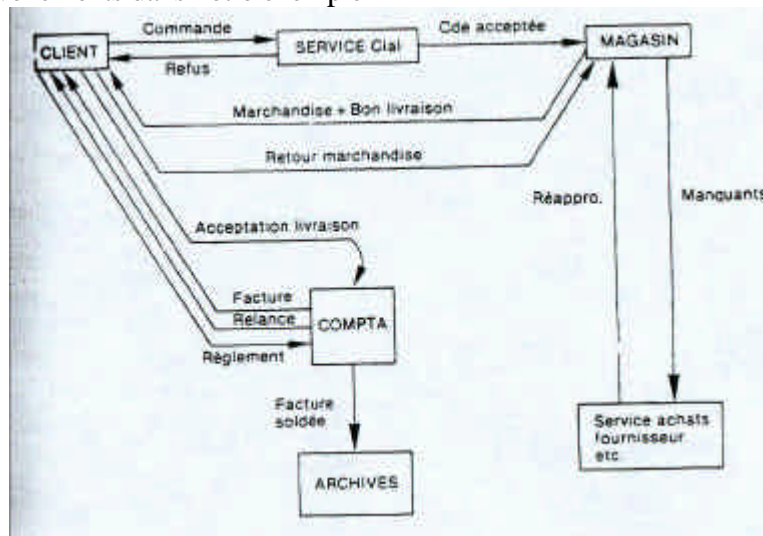 Commande
Cde acceptée
CLIENT
SERVICE Cial
MAGASIN
Refus
Marchandise + Bon livraison
Retour marchandise
Réappro.
Manquants
Acceptation livraison
Facture
Relance
COMPTA
Règlement
Facture
soldée
Service achats
fournisseur
etc.
ARCHIVES